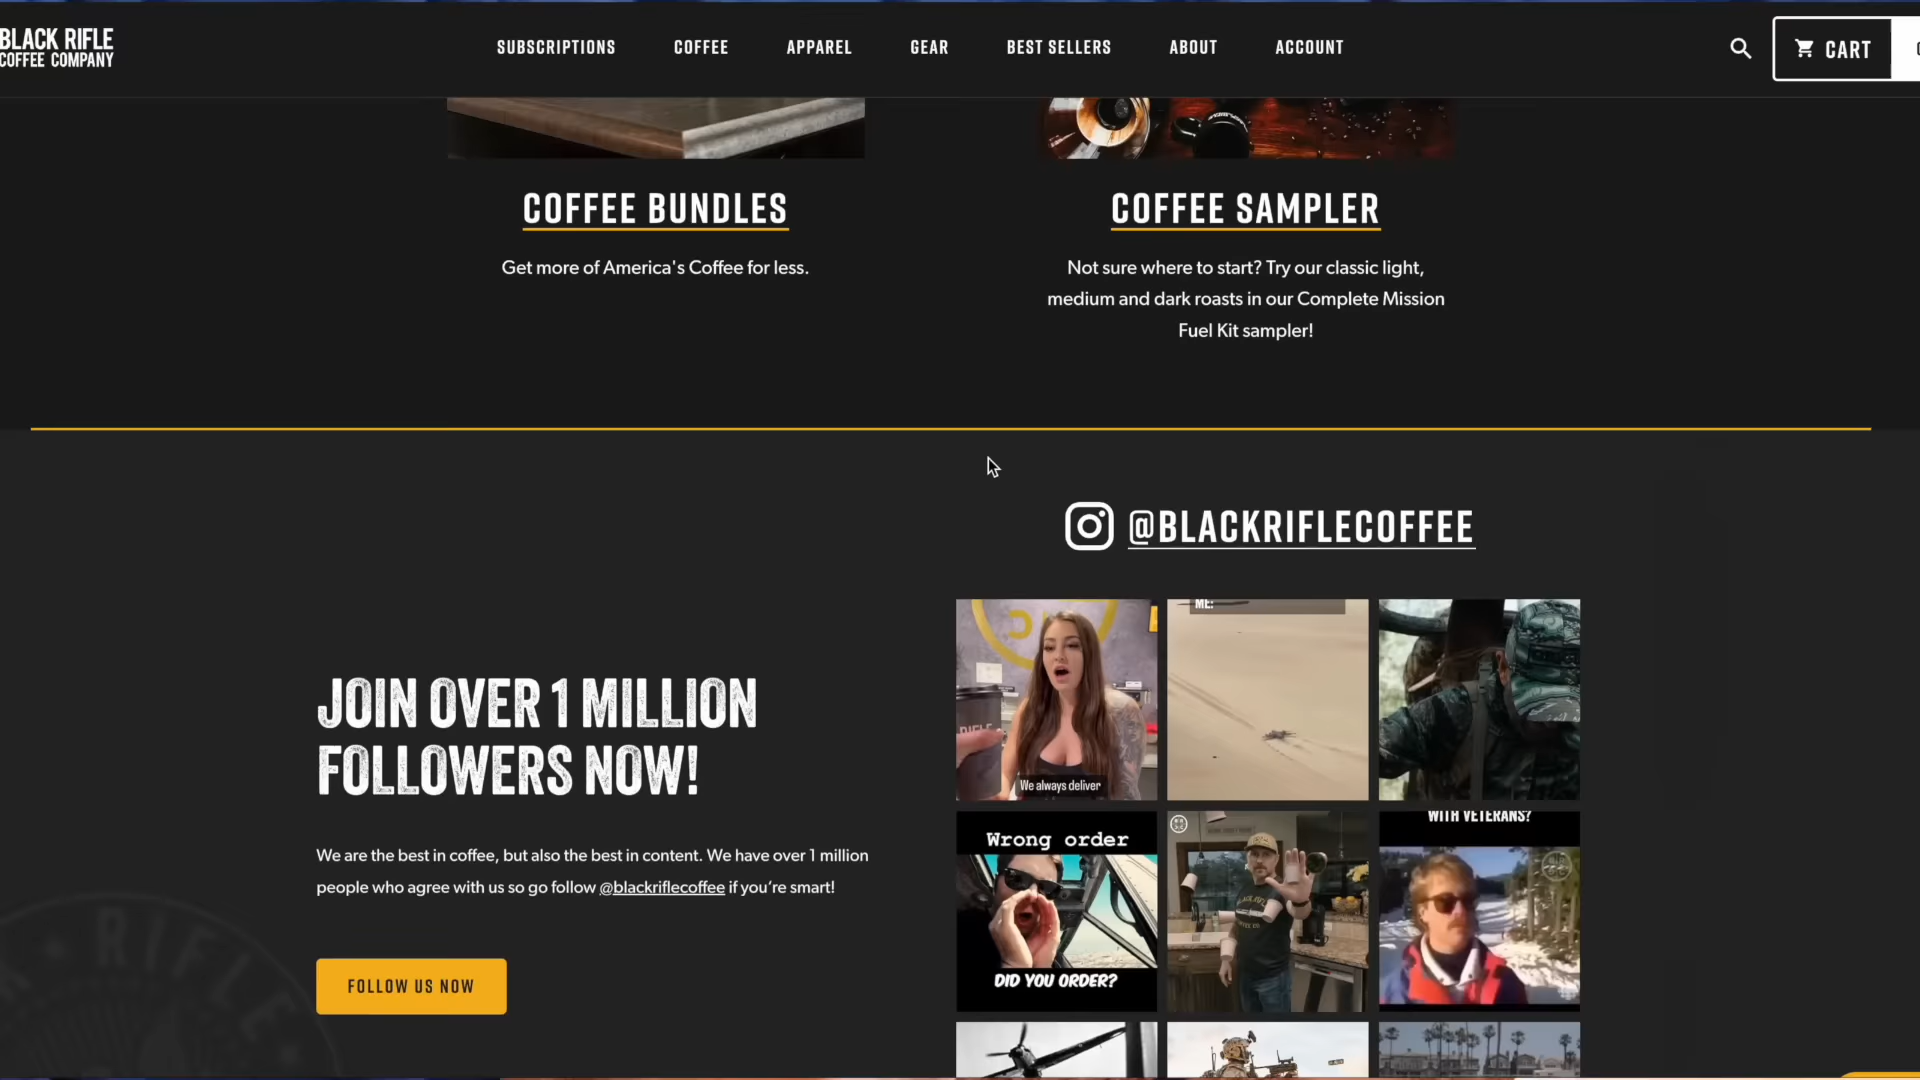 BLACK RIFLE
COFFEE COMPANY
SUBSCRIPTIONS
COFFEE
APPAREL
GEAR
BEST SELLERS
ABOUT
ACCOUNT
CART
COFFEE BUNDLES
Get more of America's Coffee for less.
COFFEE SAMPLER
Not sure where to start? Try our classic light,
medium and dark roasts in our Complete Mission
Fuel Kit sampler!
@BLACKRIFLECOFFEE
JOIN OVER 1 MILLION
FOLLOWERS NOW!
We are the best in coffee, but also the best in content. We have over 1 million
people who agree with us so go follow @blackriflecoffee if you’re smart!
FOLLOW US NOW
RIFLE
ME:
RIFLE
We always deliver
Wrong order
DID YOU ORDER?
WITH VETERANS?